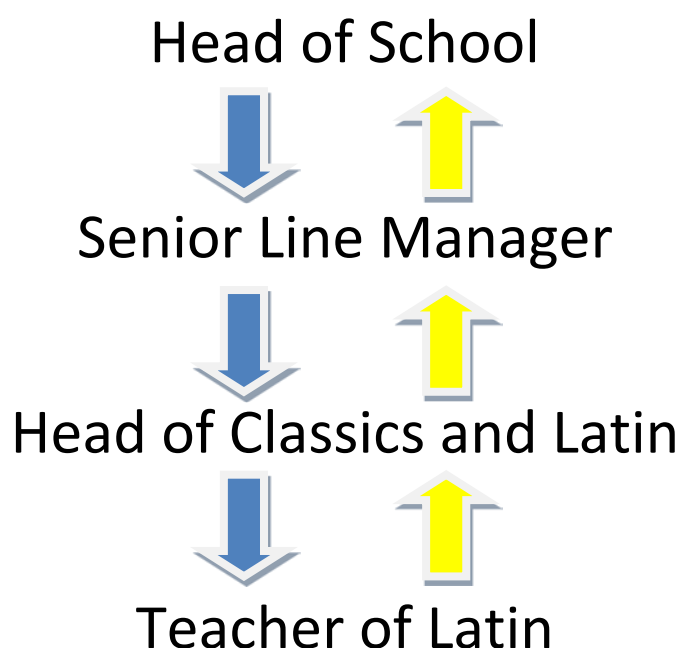 Head of School
Senior Line Manager
Head of Classics and Latin
Teacher of Latin